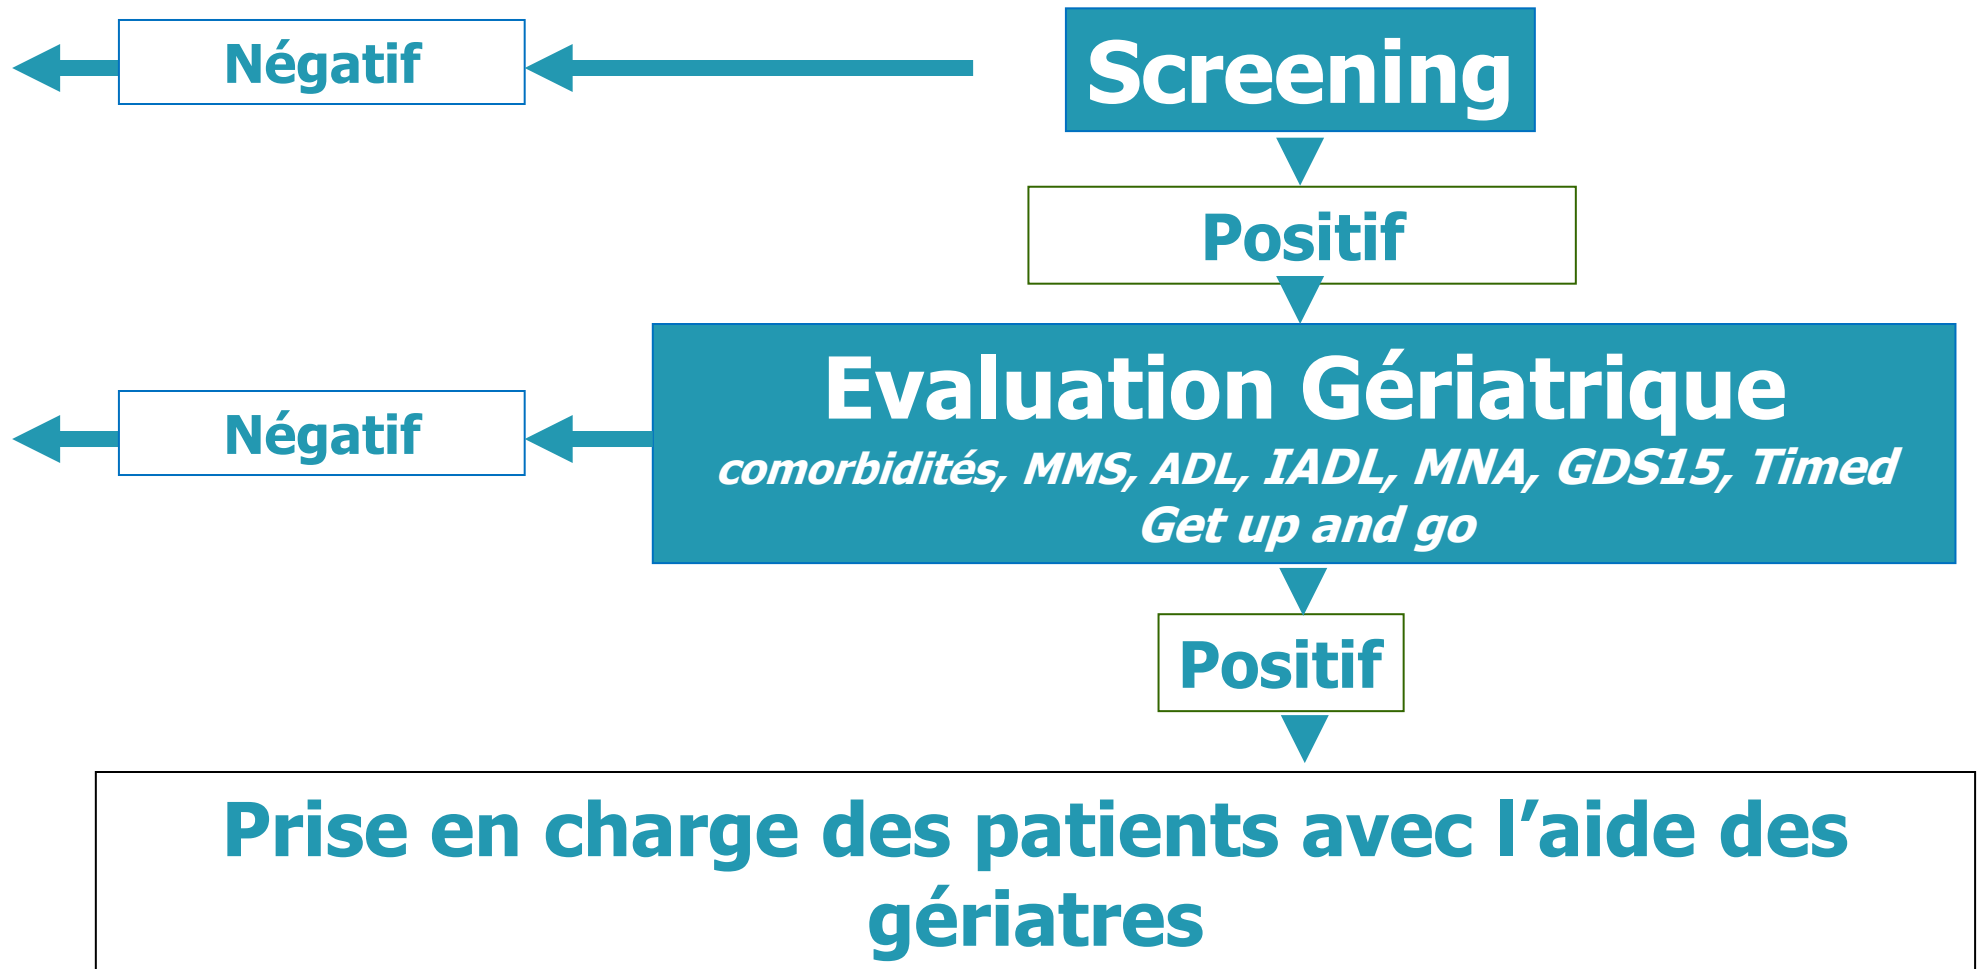 Négatif
Screening
Positif
Evaluation Gériatrique
comorbidités, MMS, ADL, IADL, MNA, GDS15, Timed
Get up and go
Négatif
Positif
Prise en charge des patients avec l’aide des
gériatres